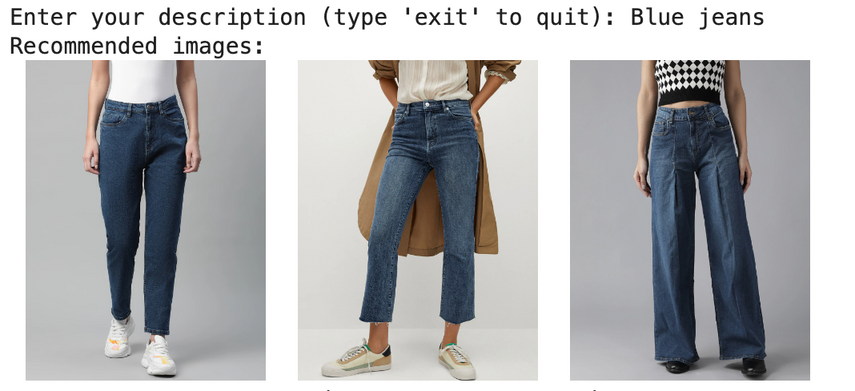 Enter your description (type 'exit' to quit): Blue jeans
Recommended images: